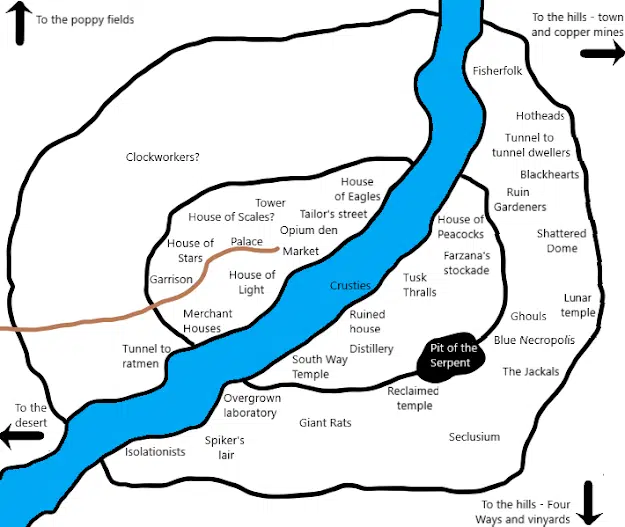 To the poppy fields
To the hills - town
and copper mines
Fisherfolk
Hotheads
Tunnel to
tunnel dwellers
Clockworkers?
Blackhearts
House
of Eagles
Ruin
Gardeners
Tower
House of Scales?
Tailor's street
House of
Peacocks
Opium den
Shattered
Dome
House of
Stars
Palace
Market
Farzana's
stockade
Garrison
House of
Light
Crusties
Tusk
Thralls
Lunar
temple
Merchant
Houses
Ruined
house
Ghouls
Blue Necropolis
Tunnel to
ratmen
Distillery
Pit of the
Serpent
South Way
Temple
The Jackals
Reclaimed
temple
Overgrown
laboratory
To the
desert
Giant Rats
Seclusium
Spiker's
lair
Isolationists
To the hills - Four
Ways and vinyards